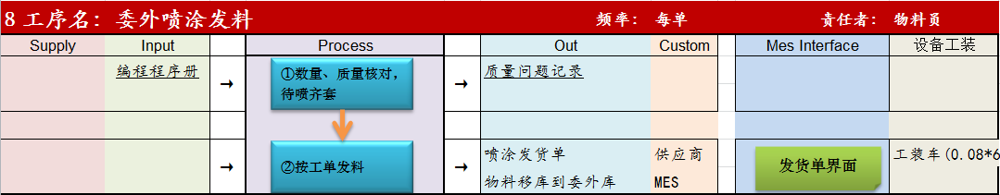 8 工序名: 委外喷涂发料 频率: 每单 责任者: 物料员
Supply Input Process Out Custom Mes Interface 设备工装
编程程序册 → ①数量、质量核对, → 质量问题记录
待喷齐套
→ ②按工单发料 → 喷涂发货单 供应商 发货单界面 工装车(0.08*6
物料移库到委外库 MES